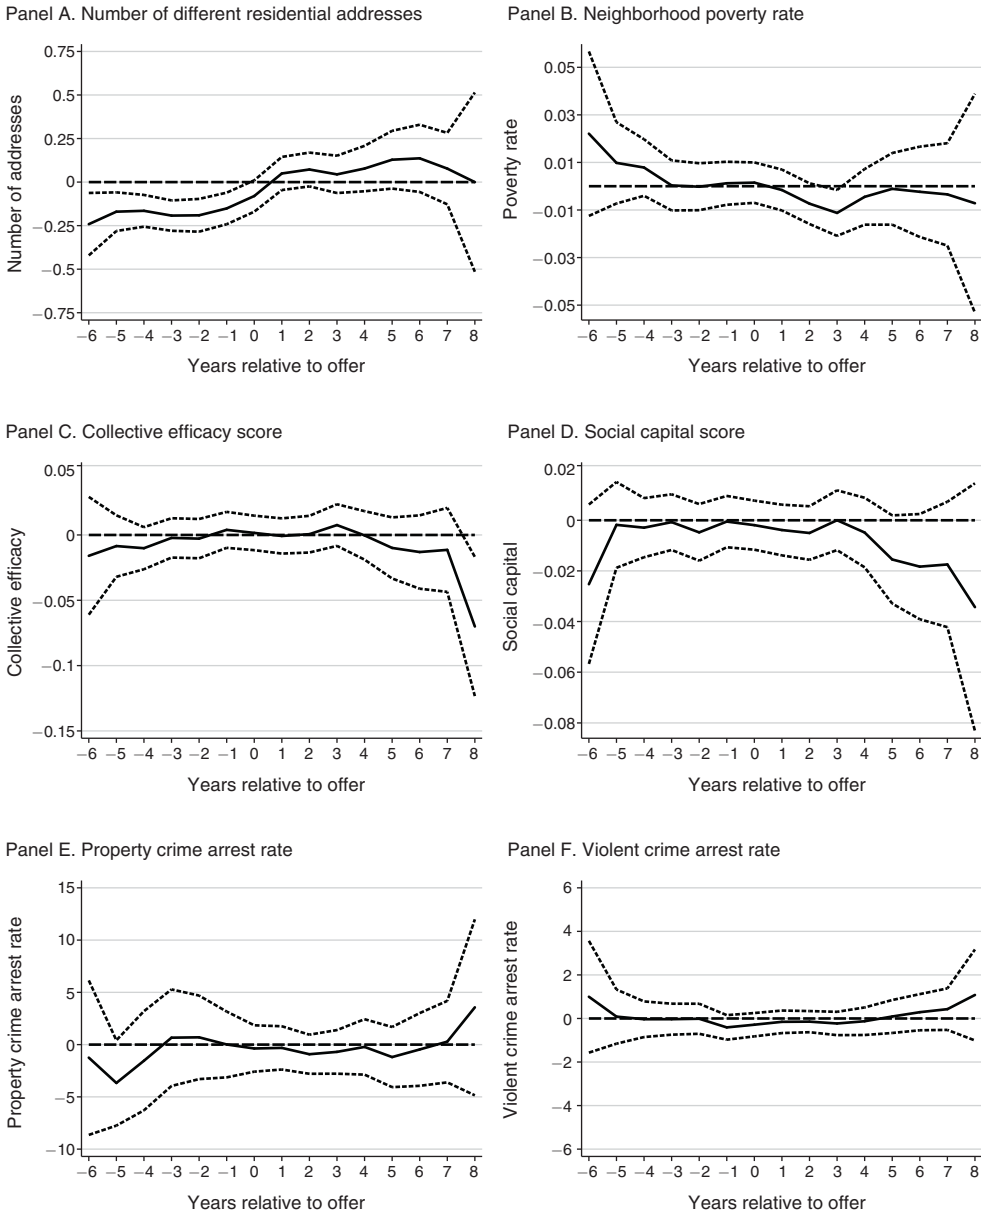 Panel A. Number of different residential addresses
Number of addresses
0.75
0.5
0.25
0
−0.25
−0.5
−0.75
−6 −5 −4 −3 −2 −1 0 1 2 3 4 5 6 7 8
Years relative to offer
Panel B. Neighborhood poverty rate
Poverty rate
0.05
0.03
0.01
−0.01
−0.03
−0.05
−6 −5 −4 −3 −2 −1 0 1 2 3 4 5 6 7 8
Years relative to offer
Panel C. Collective efficacy score
Collective efficacy
0.05
0
−0.05
−0.1
−0.15
−6 −5 −4 −3 −2 −1 0 1 2 3 4 5 6 7 8
Years relative to offer
Panel D. Social capital score
Social capital
0.02
0
−0.02
−0.04
−0.06
−0.08
−6 −5 −4 −3 −2 −1 0 1 2 3 4 5 6 7 8
Years relative to offer
Panel E. Property crime arrest rate
Property crime arrest rate
15
10
5
0
−5
−10
−6 −5 −4 −3 −2 −1 0 1 2 3 4 5 6 7 8
Years relative to offer
Panel F. Violent crime arrest rate
Violent crime arrest rate
6
4
2
0
−2
−4
−6
−6 −5 −4 −3 −2 −1 0 1 2 3 4 5 6 7 8
Years relative to offer